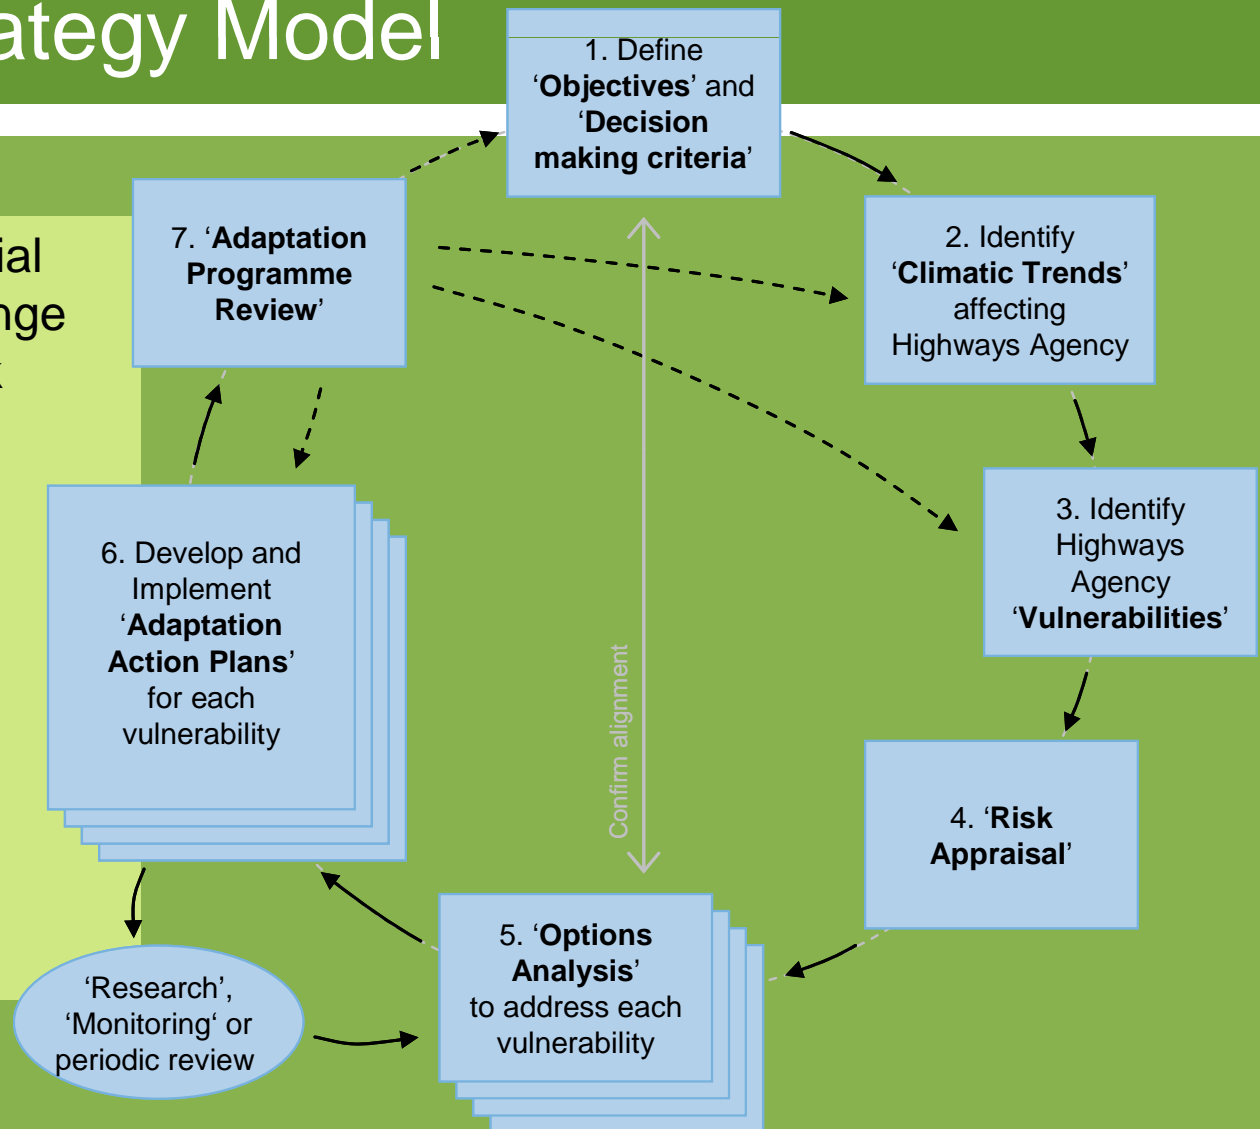 ategy Model
1. Define
‘Objectives’ and
‘Decision
making criteria’
7. ‘Adaptation
Programme
Review’
2. Identify
‘Climatic Trends’
affecting
Highways Agency
ial
nge
3. Identify
Highways
Agency
‘Vulnerabilities’
6. Develop and
Implement
‘Adaptation
Action Plans’
for each
vulnerability
Confirm alignment
4. ‘Risk
Appraisal’
5. ‘Options
Analysis’
to address each
vulnerability
‘Research’,
‘Monitoring‘ or
periodic review